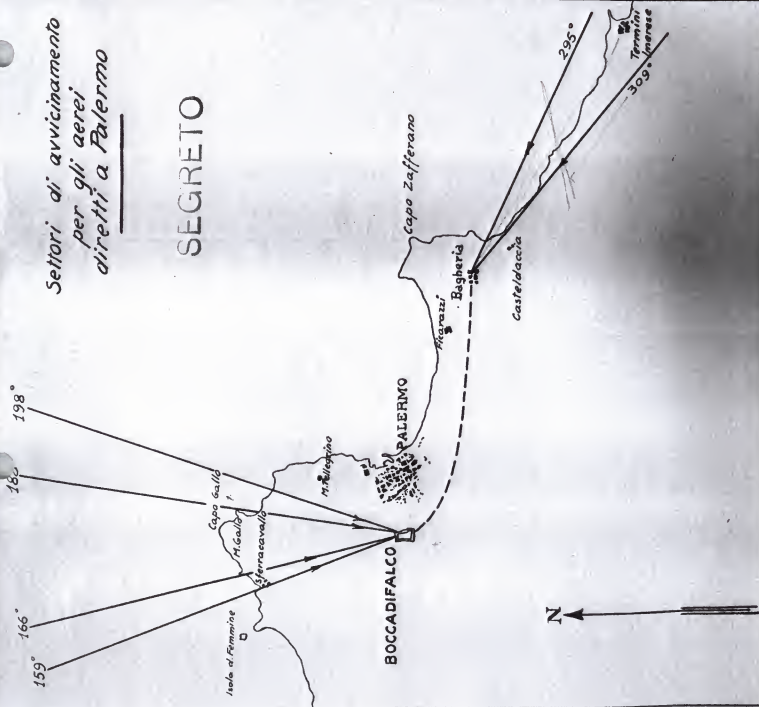 Settori di avvicinamento
per gli aerei
diretti a Palermo
SEGRETO
295°
Termini
Imerese
309°
Capo Zafferano
Bagheria
Casteldaccia
Ficarazzi
198°
PALERMO
M. Pellegrino
Capo Gallo
M. Gallo
Sferracavallo
166°
159°
Isola d. Femmine
BOCCADIFALCO
N